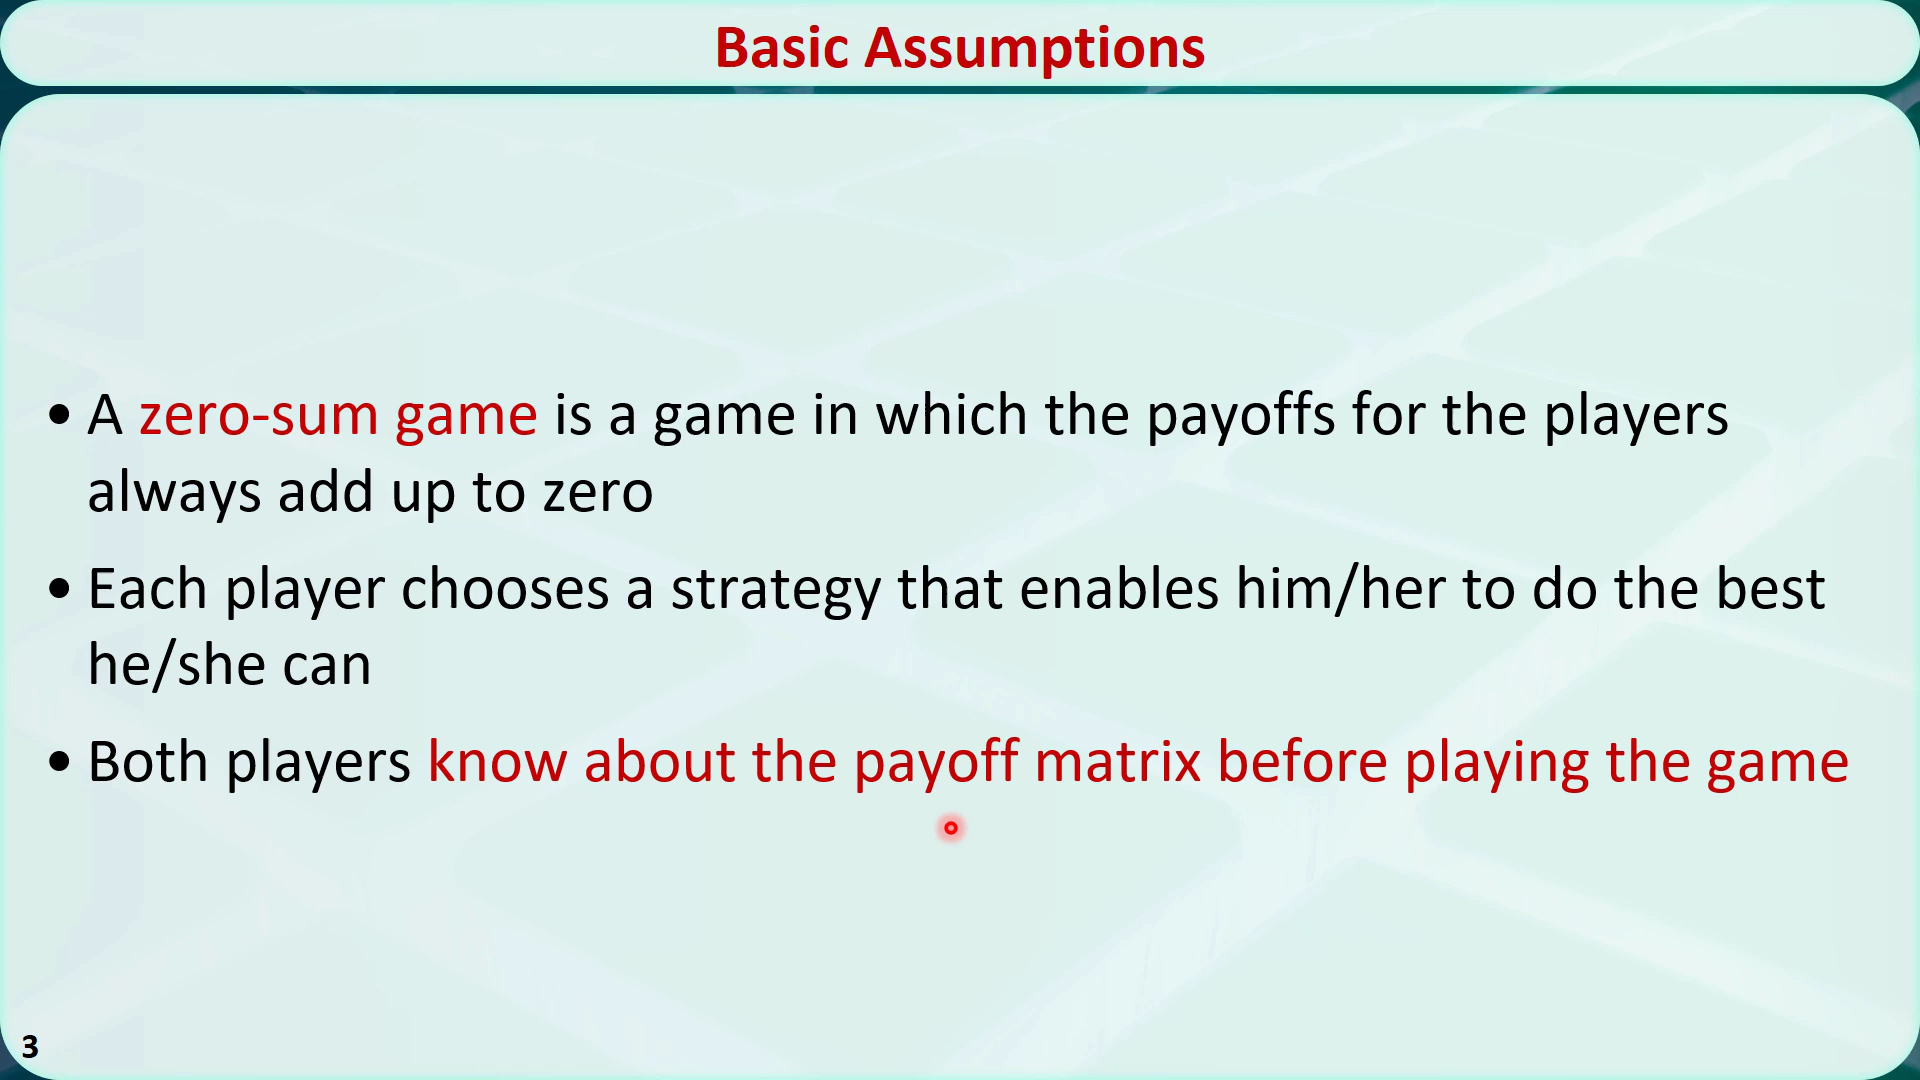 Basic Assumptions
• A zero-sum game is a game in which the payoffs for the players
always add up to zero
• Each player chooses a strategy that enables him/her to do the best
he/she can
• Both players know about the payoff matrix before playing the game
3